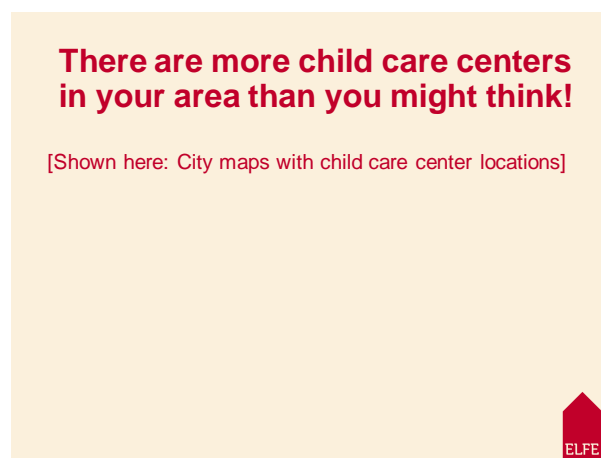 There are more child care centers
in your area than you might think!
[Shown here: City maps with child care center locations]
ELFE